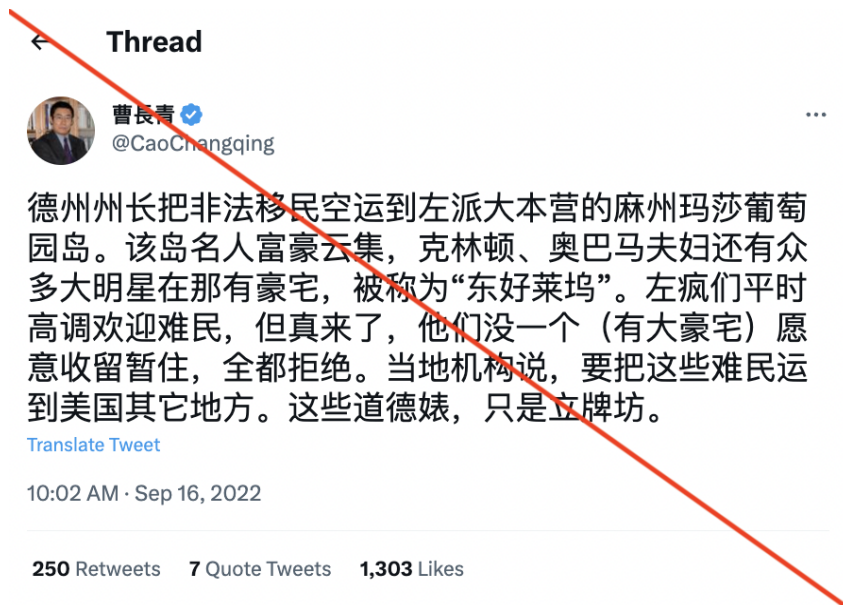 Thread
曹長青
@CaoChangqing
德州州长把非法移民空运到左派大本营的麻州玛莎葡萄
园岛。该岛名人富豪云集，克林顿、奥巴马夫妇还有众
多大明星在那有豪宅，被称为“东好莱坞”。左疯们平时
高调欢迎难民，但真来了，他们没一个（有大豪宅）愿
意收留暂住，全都拒绝。当地机构说，要把这些难民运
到美国其它地方。这些道德婊，只是立牌坊。
Translate Tweet
10:02 AM · Sep 16, 2022
250 Retweets 7 Quote Tweets 1,303 Likes